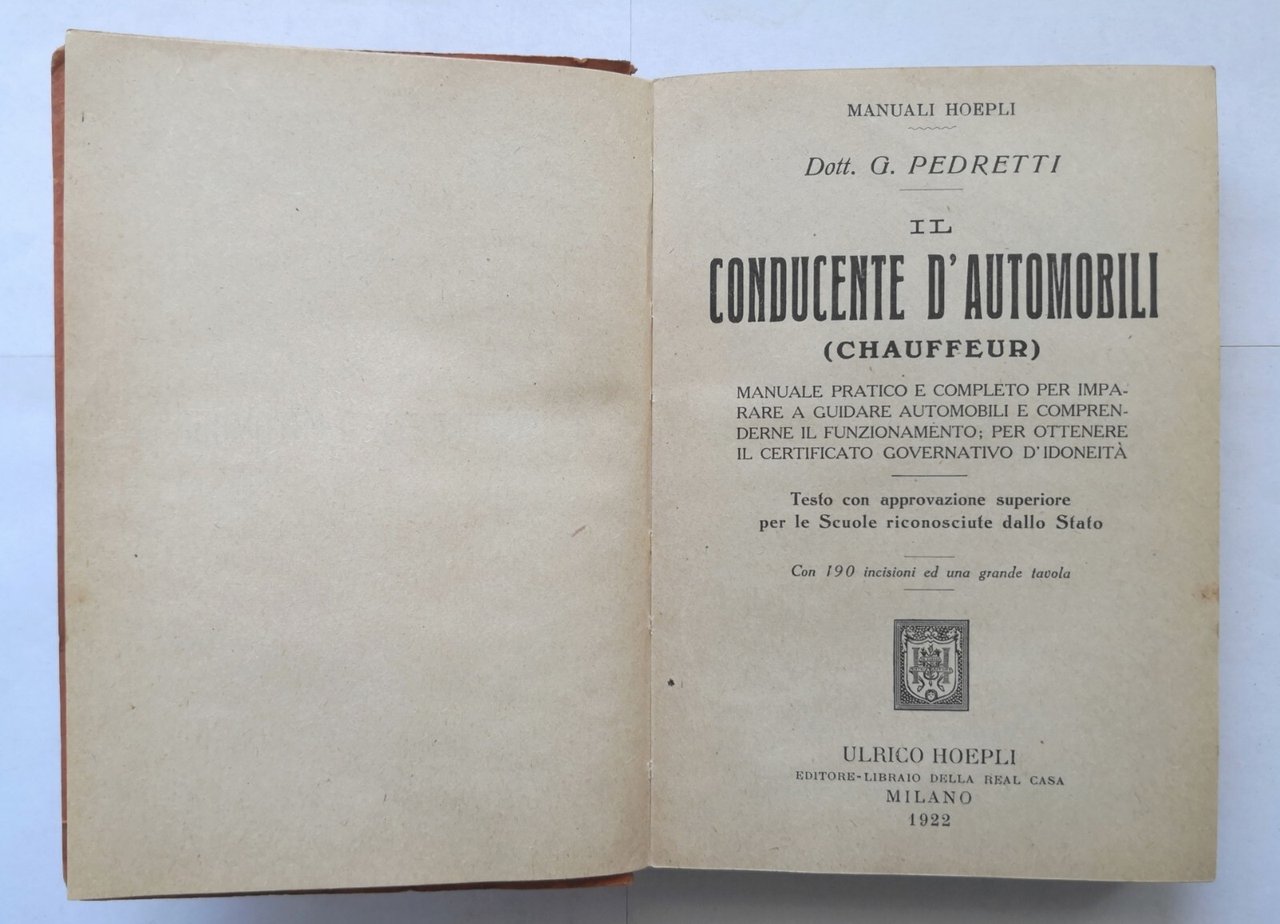 MANUALI HOEPLI
Dott. G. PEDRETTI
IL
CONDUCENTE D'AUTOMOBILI
(CHAUFFEUR)
MANUALE PRATICO E COMPLETO PER IMPA-
RARE A GUIDARE AUTOMOBILI E COMPREN-
DERNE IL FUNZIONAMENTO; PER OTTENERE
IL CERTIFICATO GOVERNATIVO D'IDONEITÀ
Testo con approvazione superiore
per le Scuole riconosciute dallo Stato
Con 190 incisioni ed una grande tavola
ULRICO HOEPLI
EDITORE-LIBRAIO DELLA REAL CASA
MILANO
1922